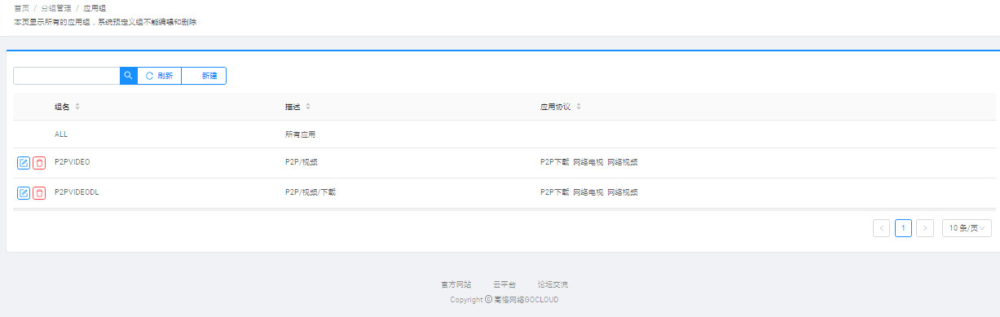 首页 / 分组管理 / 应用组
本页显示所有的应用组，系统预定义组不能编辑和删除
刷新 新建
组名 描述 应用协议
ALL 所有应用
P2PVIDEO P2P/视频 P2P下载 网络电视 网络视频
P2PVIDEODL P2P/视频/下载 P2P下载 网络电视 网络视频
< 1 > 10 条/页
官方网站 云平台 论坛交流
Copyright © 高恪网络GOCLOUD